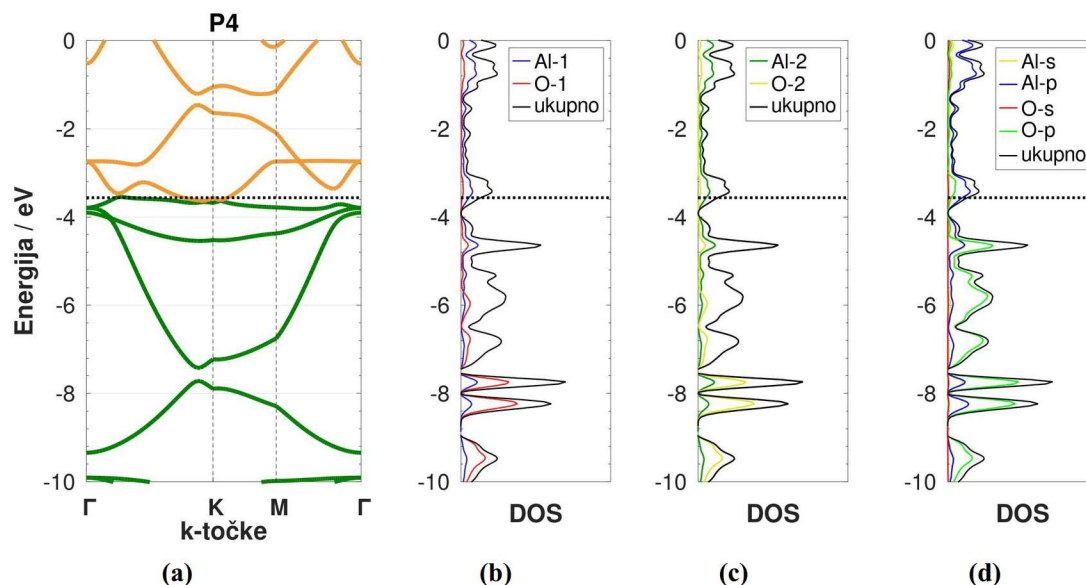 P4
Energija / eV
0
-2
-4
-6
-8
-10
Γ K M Γ
k-točke
(a)
0
-2
-4
-6
-8
-10
Al-1
O-1
ukupno
DOS
(b)
0
-2
-4
-6
-8
-10
Al-2
O-2
ukupno
DOS
(c)
0
-2
-4
-6
-8
-10
Al-s
Al-p
O-s
O-p
ukupno
DOS
(d)